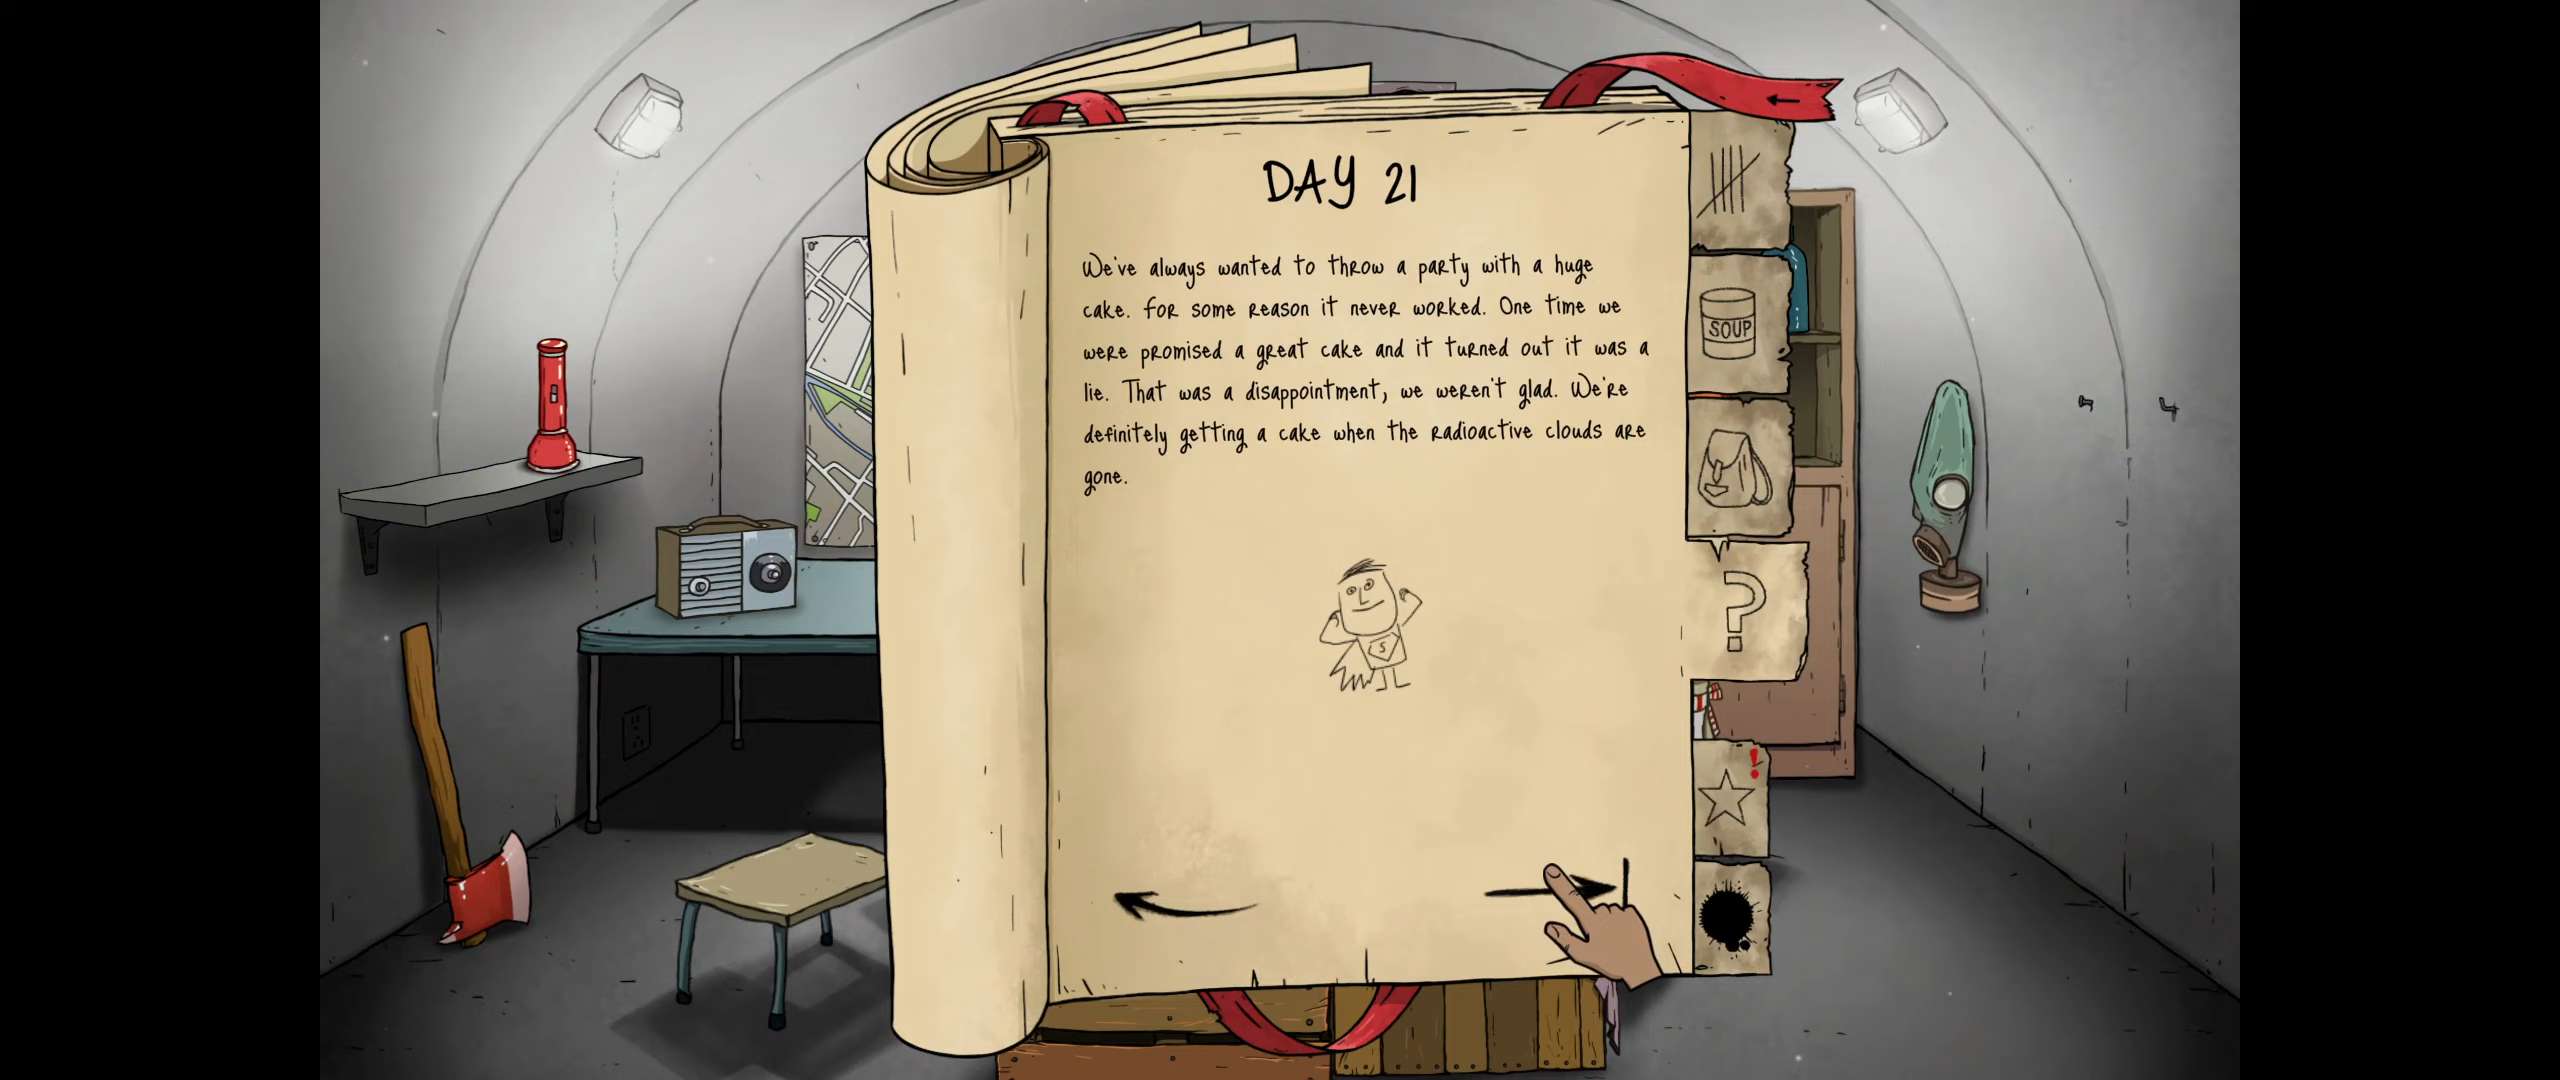 DAY 21
We've always wanted to throw a party with a huge
cake. for some reason it never worked. One time we
were promised a great cake and it turned out it was a
lie. That was a disappointment, we weren't glad. We're
definitely getting a cake when the radioactive clouds are
gone.
SOUP
?
S
!